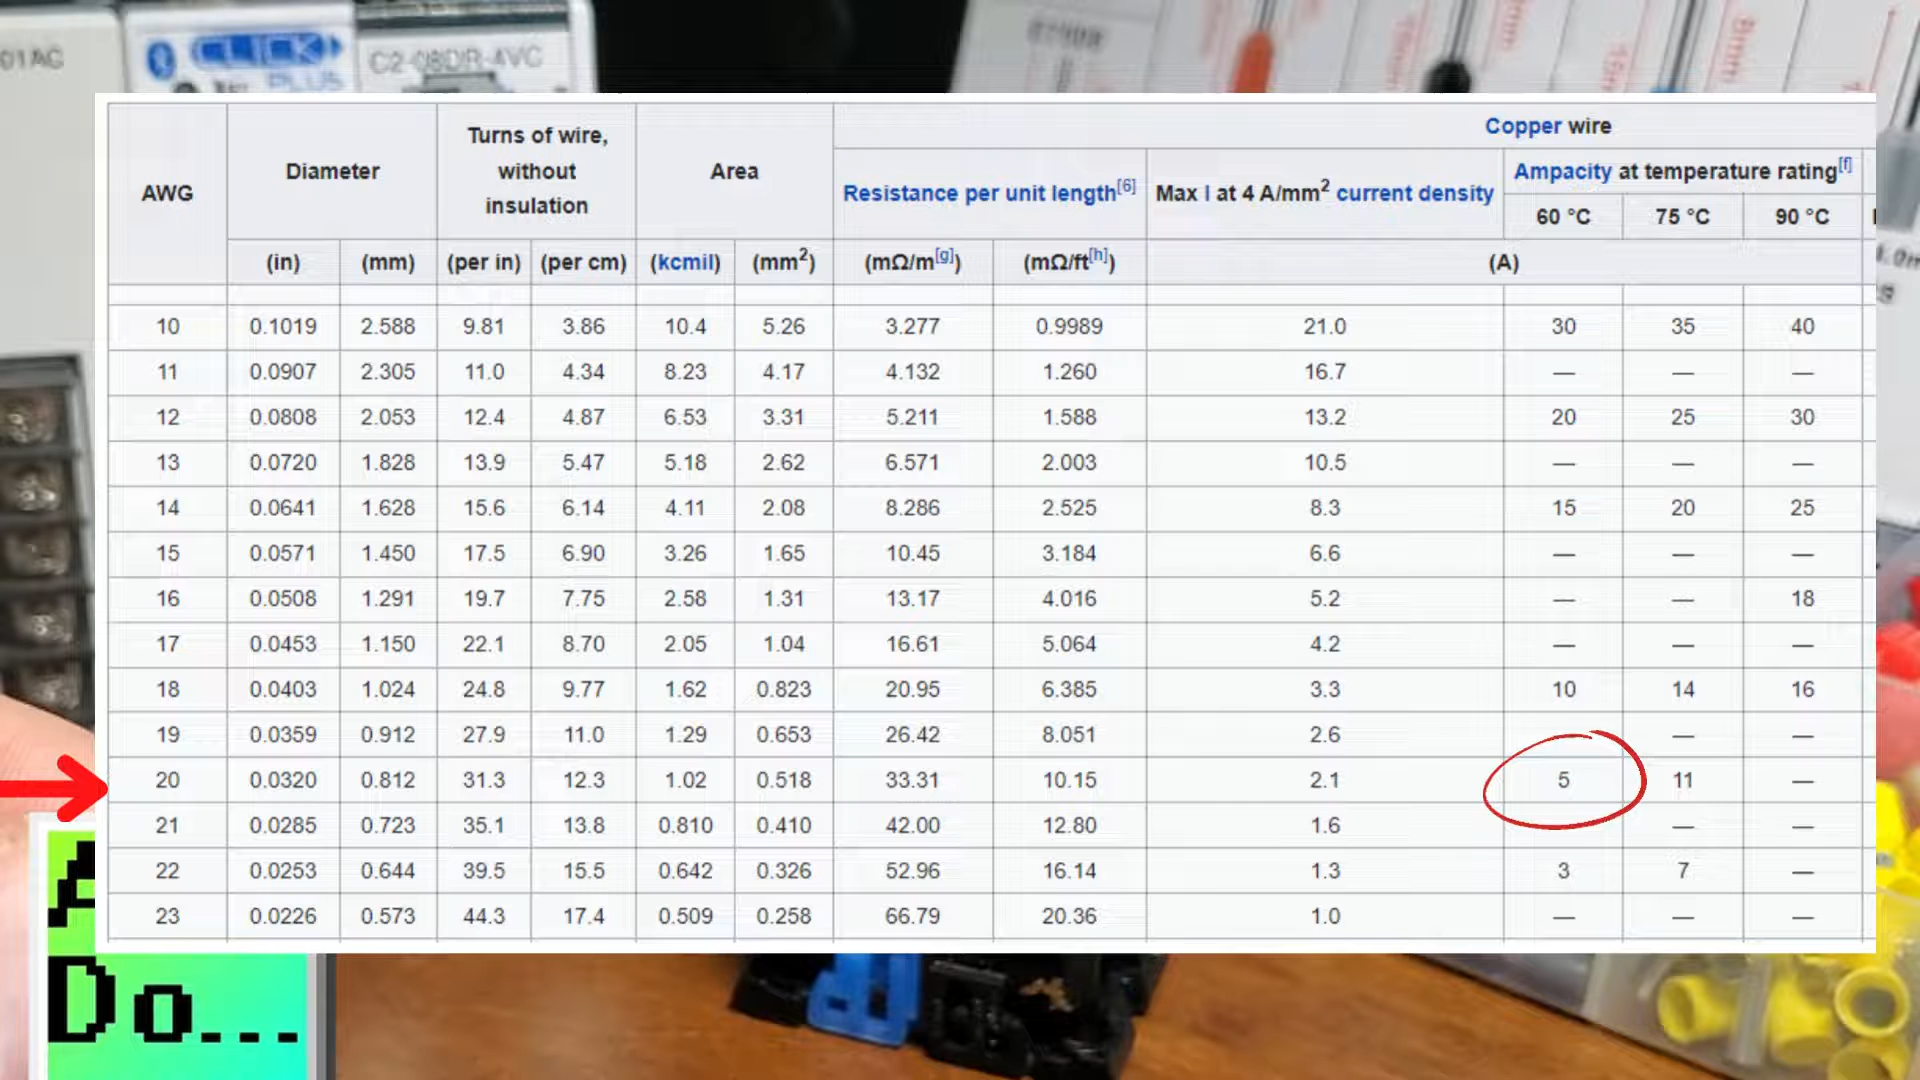 01AC
CLICK
PLUS
C2-08DR-4VC
AWG
Diameter
Turns of wire,
without
insulation
Area
Copper wire
Resistance per unit length[6]
Max I at 4 A/mm2 current density
Ampacity at temperature rating[f]
60 °C 75 °C 90 °C
(in) (mm) (per in) (per cm) (kcmil) (mm2) (mΩ/m[g]) (mΩ/ft[h]) (A)
10 0.1019 2.588 9.81 3.86 10.4 5.26 3.277 0.9989 21.0 30 35 40
11 0.0907 2.305 11.0 4.34 8.23 4.17 4.132 1.260 16.7 — — —
12 0.0808 2.053 12.4 4.87 6.53 3.31 5.211 1.588 13.2 20 25 30
13 0.0720 1.828 13.9 5.47 5.18 2.62 6.571 2.003 10.5 — — —
14 0.0641 1.628 15.6 6.14 4.11 2.08 8.286 2.525 8.3 15 20 25
15 0.0571 1.450 17.5 6.90 3.26 1.65 10.45 3.184 6.6 — — —
16 0.0508 1.291 19.7 7.75 2.58 1.31 13.17 4.016 5.2 — — 18
17 0.0453 1.150 22.1 8.70 2.05 1.04 16.61 5.064 4.2 — — —
18 0.0403 1.024 24.8 9.77 1.62 0.823 20.95 6.385 3.3 10 14 16
19 0.0359 0.912 27.9 11.0 1.29 0.653 26.42 8.051 2.6 — —
20 0.0320 0.812 31.3 12.3 1.02 0.518 33.31 10.15 2.1 5 11 —
21 0.0285 0.723 35.1 13.8 0.810 0.410 42.00 12.80 1.6 — —
22 0.0253 0.644 39.5 15.5 0.642 0.326 52.96 16.14 1.3 3 7 —
23 0.0226 0.573 44.3 17.4 0.509 0.258 66.79 20.36 1.0 — — —
Do...